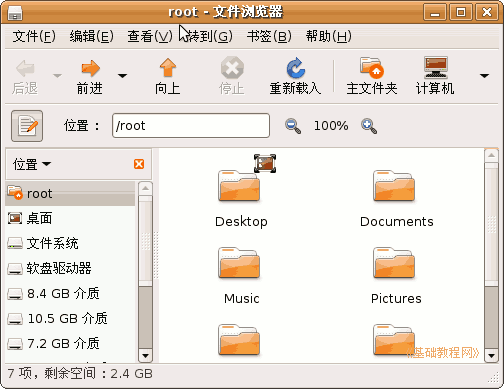 root - 文件浏览器
文件(F) 编辑(E) 查看(V) 转到(G) 书签(B) 帮助(H)
后退 前进 向上 停止 重新载入 主文件夹 计算机
位置： /root 100%
位置
root
桌面
文件系统
软盘驱动器
8.4 GB 介质
10.5 GB 介质
7.2 GB 介质
Desktop Documents
Music Pictures
《基础教程网》
7 项，剩余空间：2.4 GB